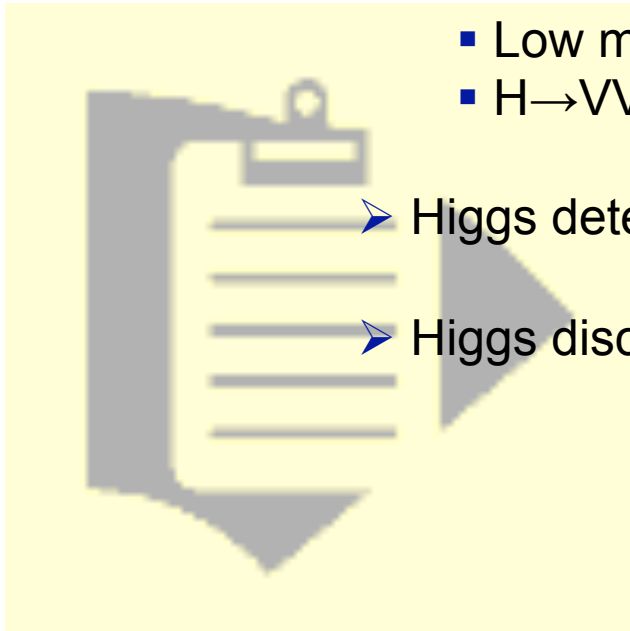 ▪ Low m
▪ H→VV
➢ Higgs dete
➢ Higgs disc